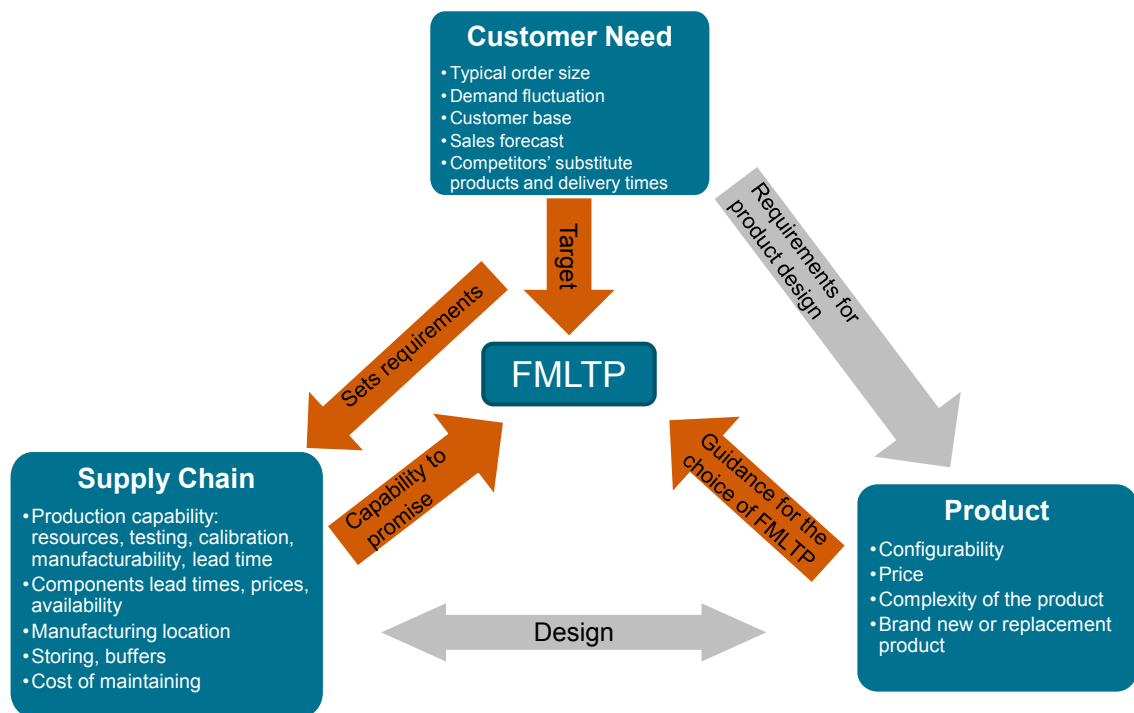 Customer Need
•Typical order size
•Demand fluctuation
•Customer base
•Sales forecast
•Competitors' substitute
products and delivery times
Target
Requirements for
product design
Sets requirements
FMLTP
Capability to
promise
Guidance for the
choice of FMLTP
Supply Chain
•Production capability:
resources, testing, calibration,
manufacturability, lead time
•Components lead times, prices,
availability
•Manufacturing location
•Storing, buffers
•Cost of maintaining
Design
Product
•Configurability
•Price
•Complexity of the product
•Brand new or replacement
product